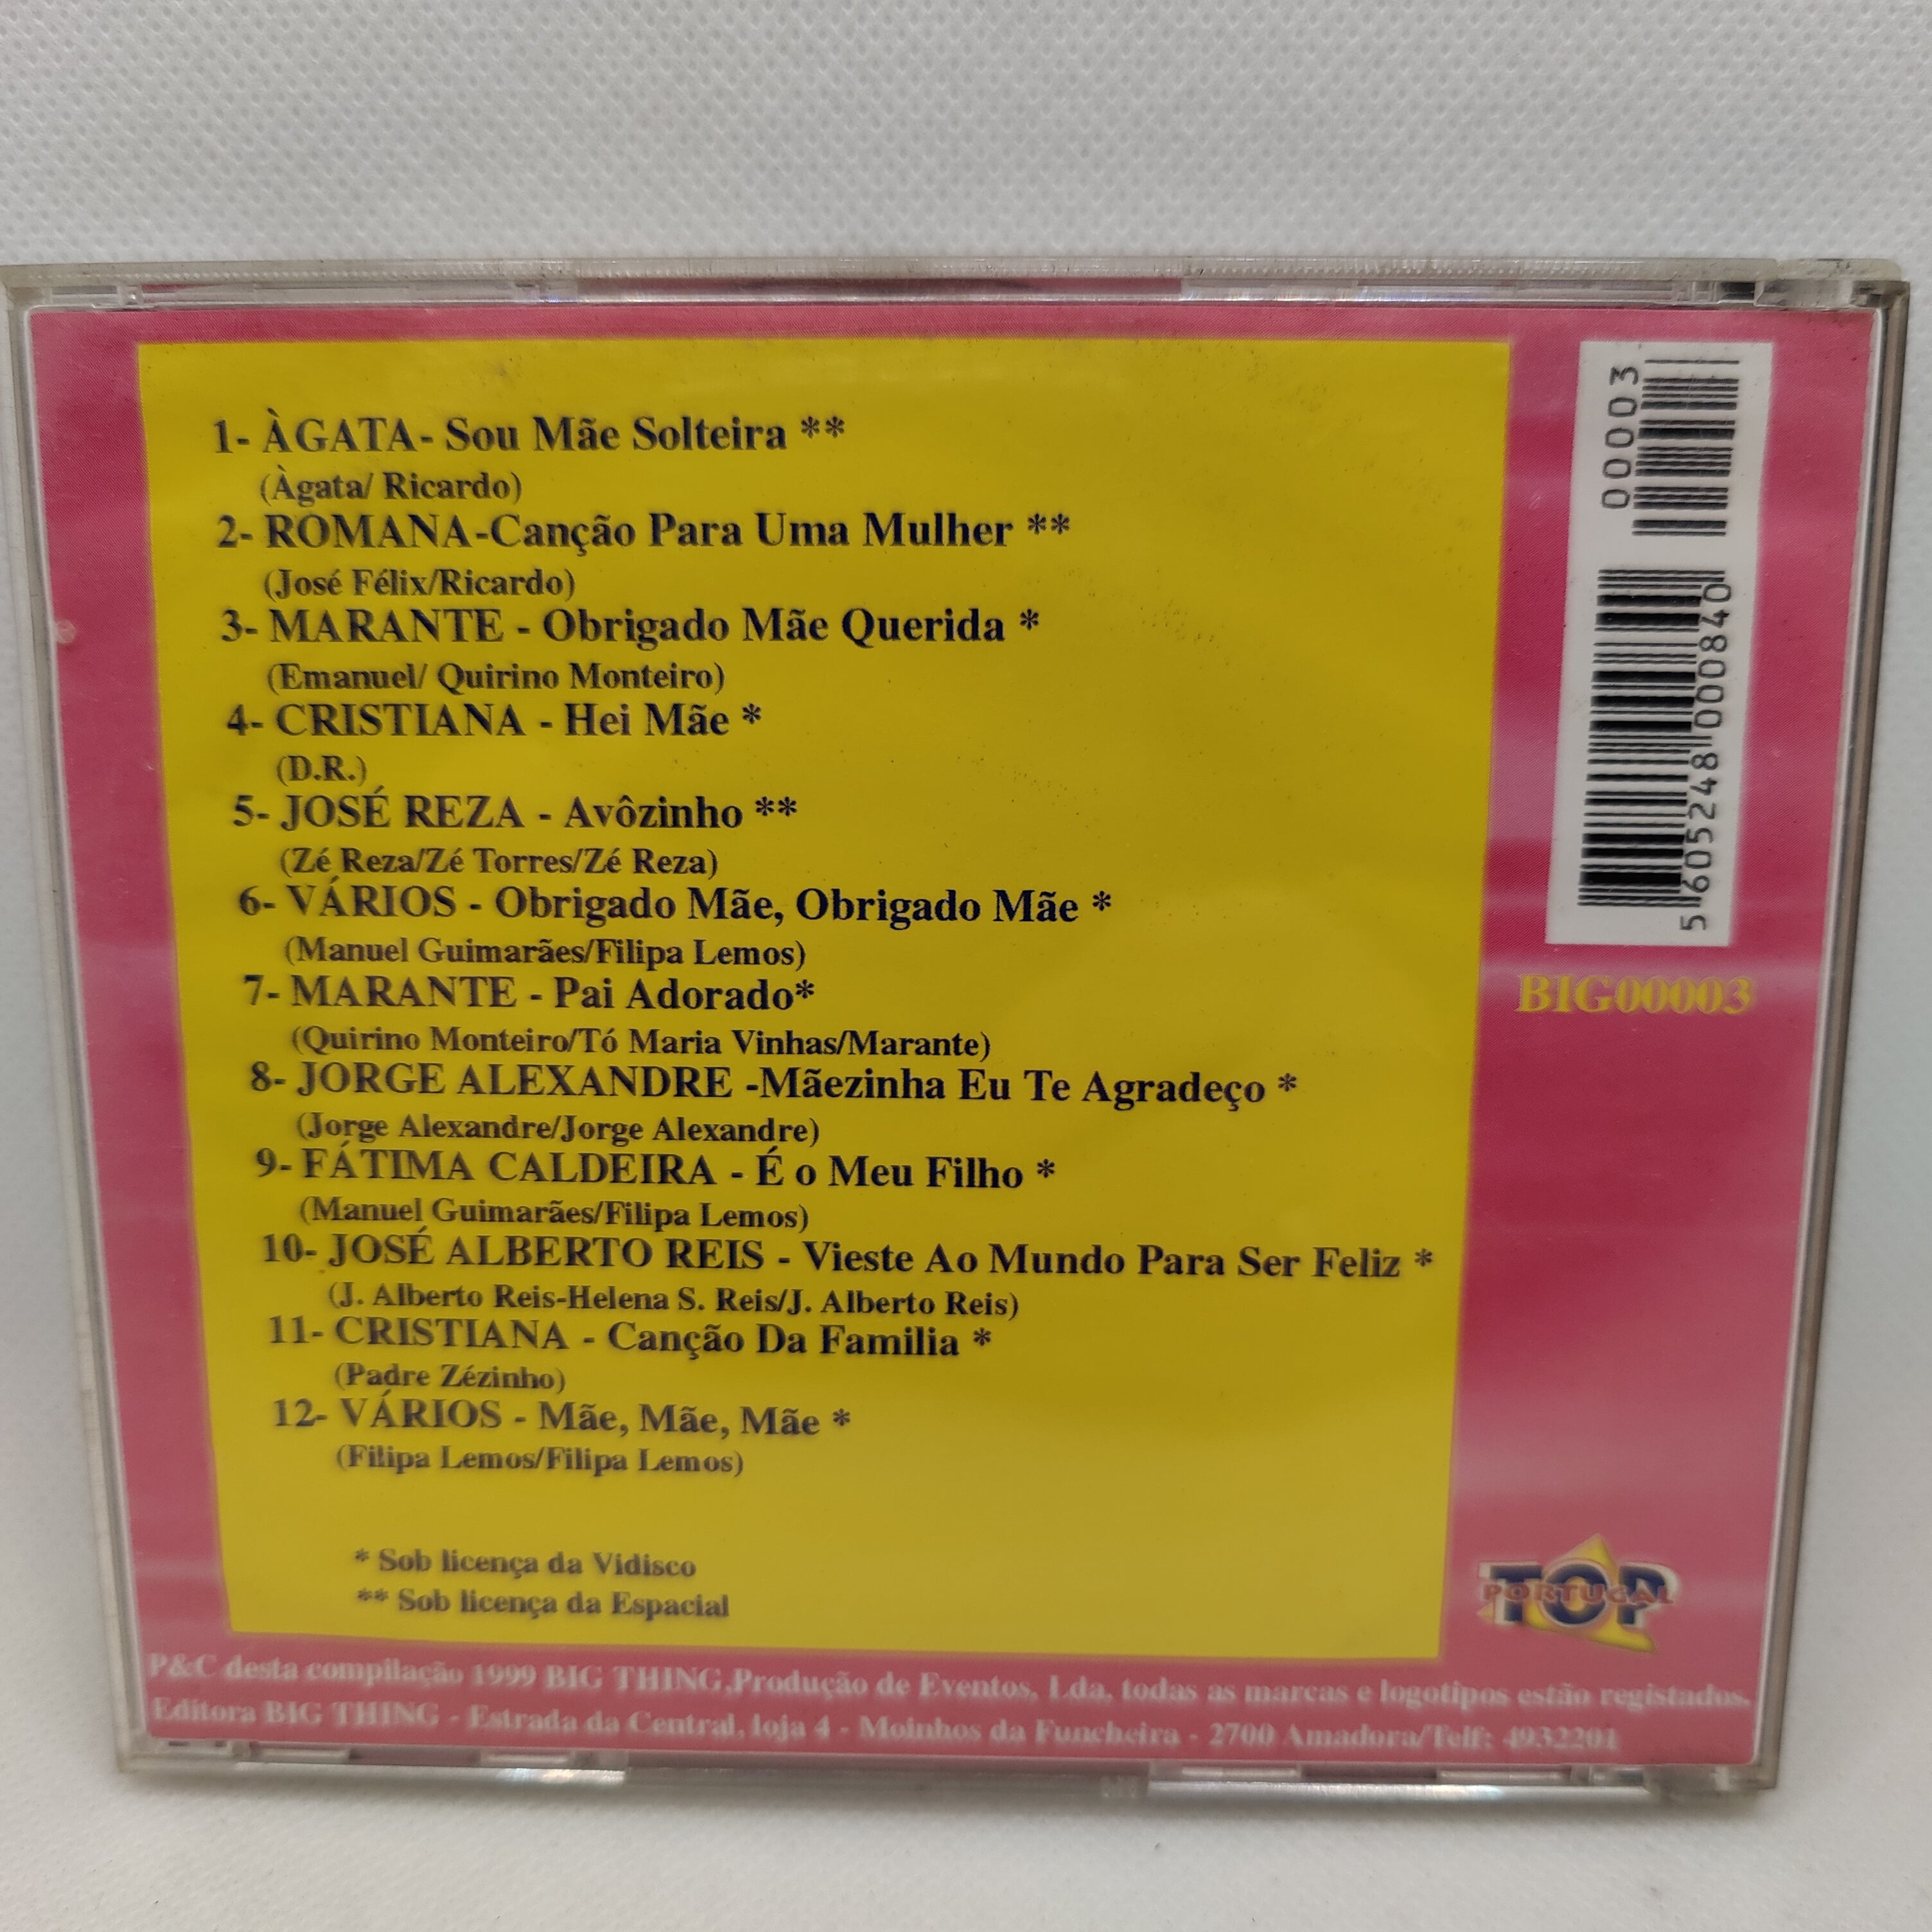 1- ÀGATA- Sou Mãe Solteira **
(Àgata/ Ricardo)
2- ROMANA-Canção Para Uma Mulher **
(José Félix/Ricardo)
3- MARANTE - Obrigado Mãe Querida *
(Emanuel/ Quirino Monteiro)
4- CRISTIANA - Hei Mãe *
(D.R.)
5- JOSÉ REZA - Avôzinho **
(Zé Reza/Zé Torres/Zé Reza)
6- VÁRIOS - Obrigado Mãe, Obrigado Mãe *
(Manuel Guimarães/Filipa Lemos)
7- MARANTE - Pai Adorado*
(Quirino Monteiro/Tó Maria Vinhas/Marante)
8- JORGE ALEXANDRE -Mãezinha Eu Te Agradeço *
(Jorge Alexandre/Jorge Alexandre)
9- FÁTIMA CALDEIRA - É o Meu Filho *
(Manuel Guimarães/Filipa Lemos)
10- JOSÉ ALBERTO REIS - Vieste Ao Mundo Para Ser Feliz *
(J. Alberto Reis-Helena S. Reis/J. Alberto Reis)
11- CRISTIANA - Canção Da Familia *
(Padre Zézinho)
12- VÁRIOS - Mãe, Mãe, Mãe *
(Filipa Lemos/Filipa Lemos)
* Sob licença da Vidisco
** Sob licença da Espacial
00003
5605248000840
BIG00003
TOP
PORTUGAL
P&C desta compilação 1999 BIG THING,Produção de Eventos, Lda, todas as marcas e logotipos estão registados.
Editora BIG THING - Estrada da Central, loja 4 - Moinhos da Funcheira - 2700 Amadora/Telf: 4932201